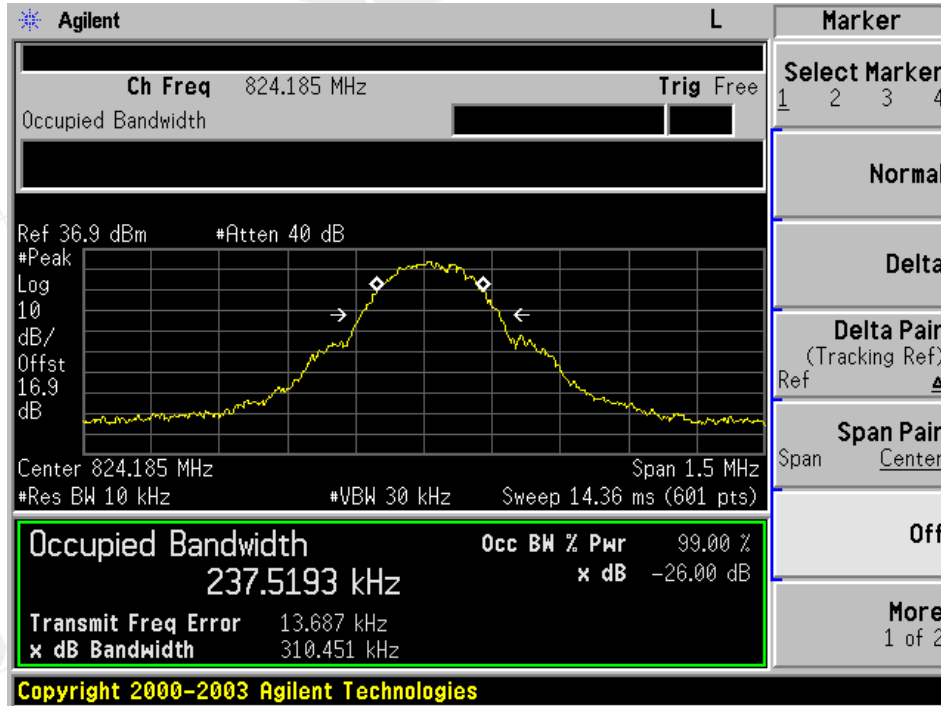 Agilent L
Marker
Ch Freq 824.185 MHz Trig Free
Occupied Bandwidth
Select Marker
1 2 3 4
Normal
Delta
Delta Pair
(Tracking Ref)
Ref Δ
Span Pair
Span Center
Off
More
1 of 2
Ref 36.9 dBm #Atten 40 dB
#Peak
Log
10
dB/
Offst
16.9
dB
Center 824.185 MHz Span 1.5 MHz
#Res BW 10 kHz #VBW 30 kHz Sweep 14.36 ms (601 pts)
Occupied Bandwidth Occ BW % Pwr 99.00 %
237.5193 kHz x dB -26.00 dB
Transmit Freq Error 13.687 kHz
x dB Bandwidth 310.451 kHz
Copyright 2000-2003 Agilent Technologies